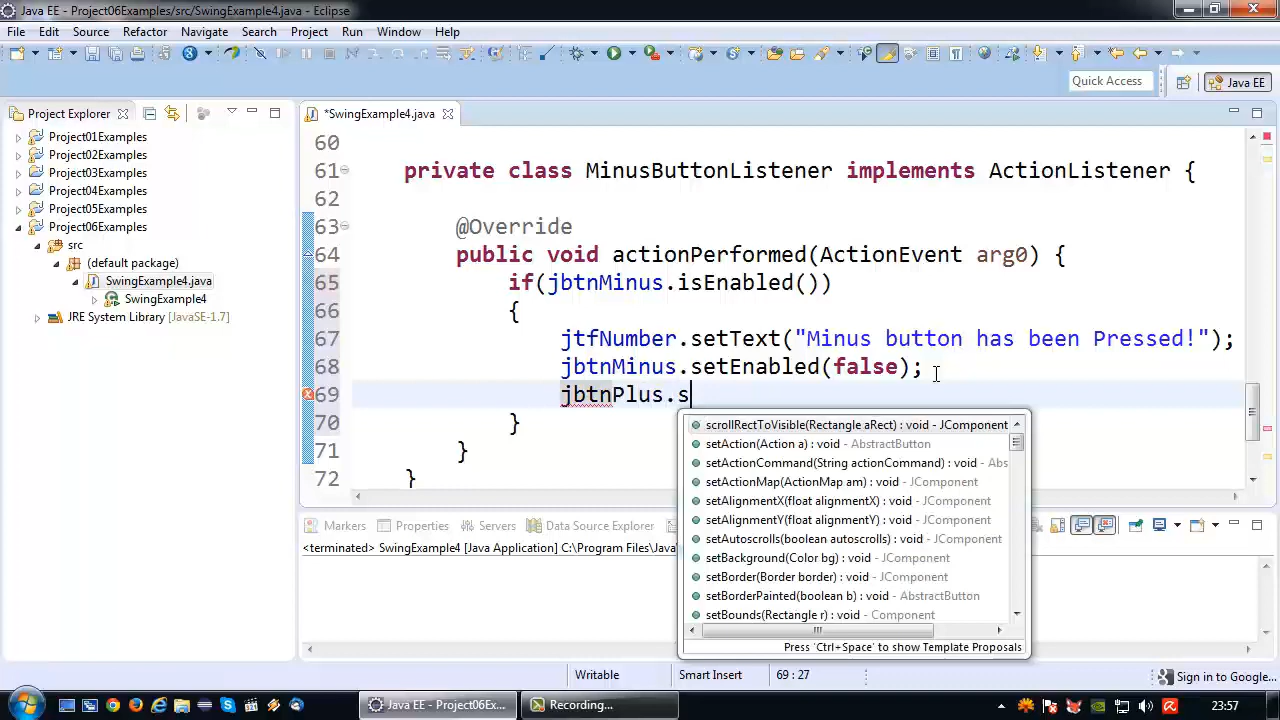 Java EE - Project06Examples/src/SwingExample4.java - Eclipse
File Edit Source Refactor Navigate Search Project Run Window Help
Quick Access
Java EE
Project Explorer
*SwingExample4.java
Project01Examples
Project02Examples
Project03Examples
Project04Examples
Project05Examples
Project06Examples
src
(default package)
SwingExample4.java
SwingExample4
JRE System Library [JavaSE-1.7]
60
61 private class MinusButtonListener implements ActionListener {
62
63 @Override
64 public void actionPerformed(ActionEvent arg0) {
65 if(jbtnMinus.isEnabled())
66 {
67 jtfNumber.setText("Minus button has been Pressed!");
68 jbtnMinus.setEnabled(false);
69 jbtnPlus.s
70 }
71 }
72 }
scrollRectToVisible(Rectangle aRect) : void - JComponent
setAction(Action a) : void - AbstractButton
setActionCommand(String actionCommand) : void - Abs
setActionMap(ActionMap am) : void - JComponent
setAlignmentX(float alignmentX) : void - JComponent
setAlignmentY(float alignmentY) : void - JComponent
setAutoscrolls(boolean autoscrolls) : void - JComponent
setBackground(Color bg) : void - JComponent
setBorder(Border border) : void - JComponent
setBorderPainted(boolean b) : void - AbstractButton
setBounds(Rectangle r) : void - Component
Press 'Ctrl+Space' to show Template Proposals
Markers Properties Servers Data Source Explorer
<terminated> SwingExample4 [Java Application] C:\Program Files\Java
Writable Smart Insert 69 : 27 Sign in to Google...
Java EE - Project06Ex... Recording... 23:57